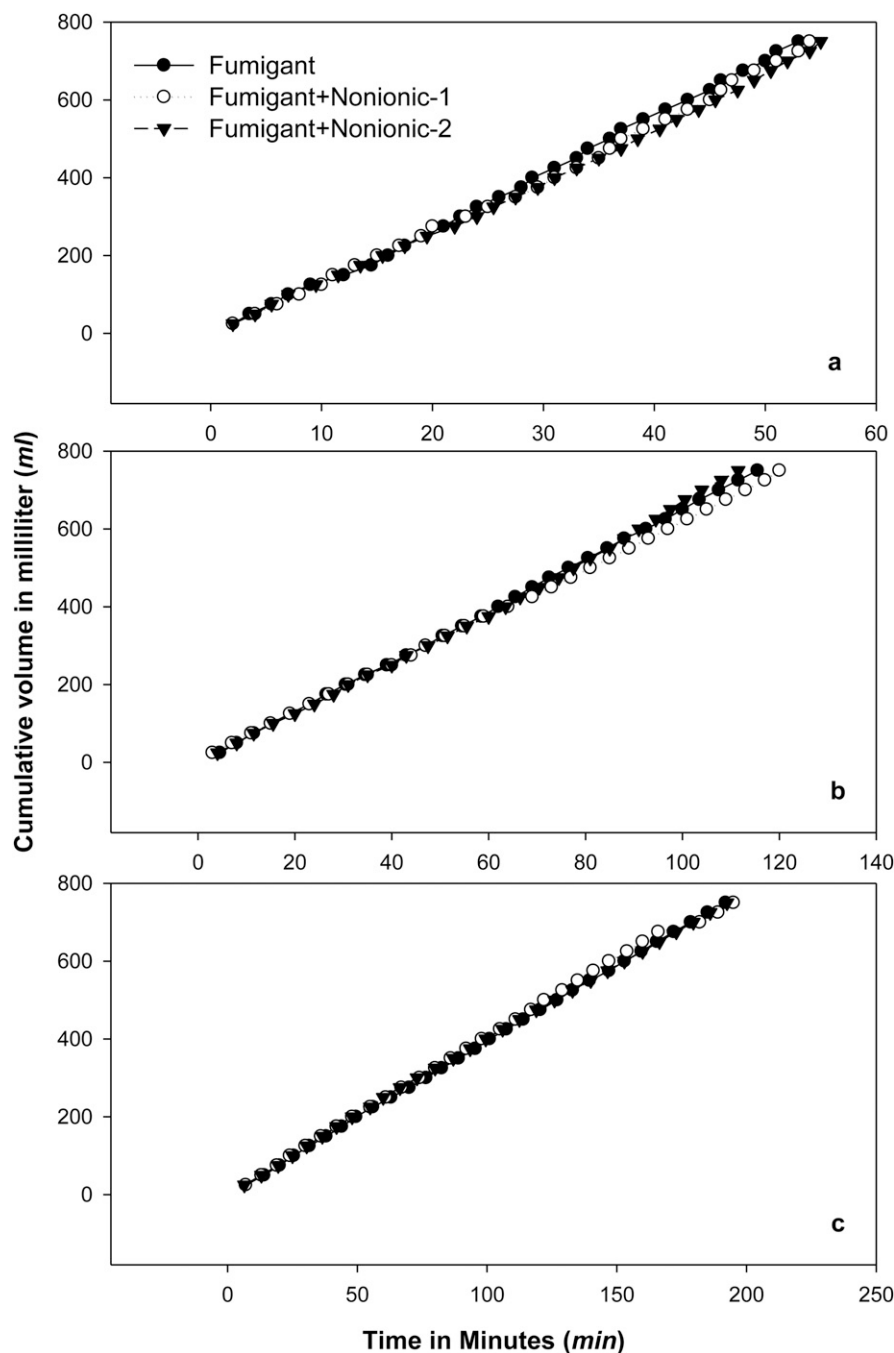 Cumulative volume in milliliter (ml)
800
600
400
200
0
Fumigant
Fumigant+Nonionic-1
Fumigant+Nonionic-2
a
0 10 20 30 40 50 60
800
600
400
200
0
b
0 20 40 60 80 100 120 140
800
600
400
200
0
c
0 50 100 150 200 250
Time in Minutes (min)